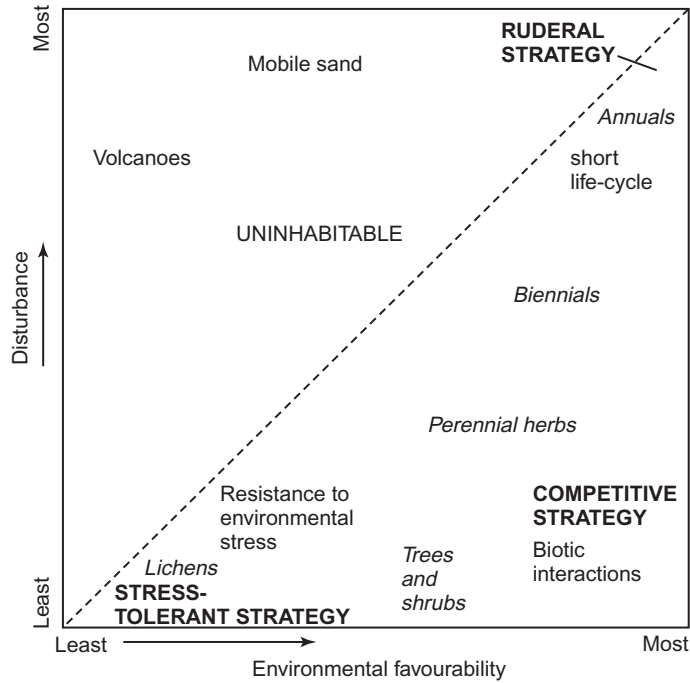 Most
RUDERAL
STRATEGY
Mobile sand
Annuals
Volcanoes
short
life-cycle
UNINHABITABLE
Disturbance
Biennials
Perennial herbs
Resistance to
environmental
stress
COMPETITIVE
STRATEGY
Biotic
interactions
Trees
and
shrubs
Lichens
STRESS-
TOLERANT STRATEGY
Least
Least
Most
Environmental favourability